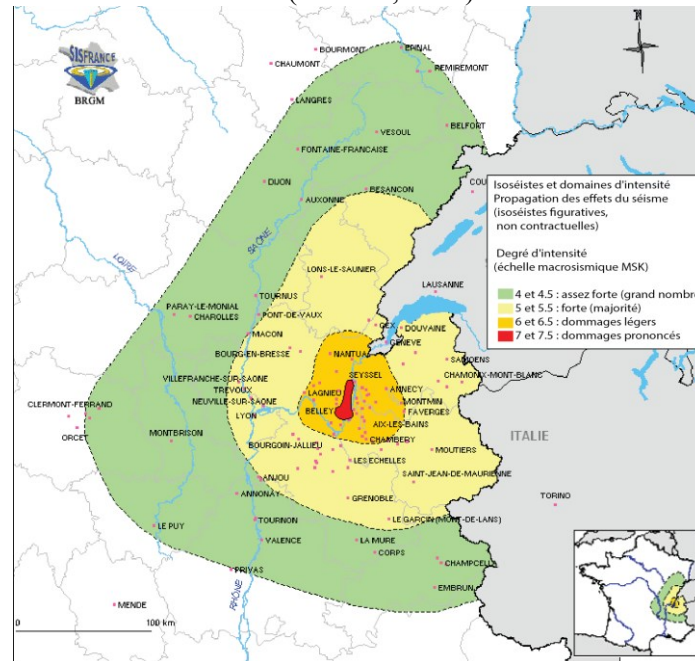 SISFRANCE
BRGM
N
BOURMONT
CHAUMONT
REMIREMONT
LANGRES
VESOUL
BELFORT
FONTAINE-FRANCAISE
DIJON
BESANCON
AUXONNE
SAÔNE
LOIRE
LONS-LE-SAUNIER
LAUSANNE
TOURNUS
PARAY-LE-MONIAL
CHAROLLES
PONT-DE-VAUX
GEX
DOUVAINE
MACON
GENEVE
BOURG-EN-BRESSE
NANTUA
SAMOENS
SEYSSEL
CHAMONIX-MONT-BLANC
VILLEFRANCHE-SUR-SAONE
TREVOUX
LAGNIEU
ANNECY
CLERMONT-FERRAND
NEUVILLE-SUR-SAONE
MONTMIN
LYON
BELLEY
FAVERGES
ORCET
AIX-LES-BAINS
MONTBRISON
BOURGOIN-JALLIEU
CHAMBERY
MOUTIERS
LES ECHELLES
ANJOU
SAINT-JEAN-DE-MAURIENNE
ANNONAY
GRENOBLE
LE PUY
TOURNON
LE GARCIN (MONT-DE-LANS)
VALENCE
LA MURE
CORPS
PRIVAS
EMBRUN
RHÔNE
MENDE
ITALIE
TORINO
Isoséistes et domaines d'intensité
Propagation des effets du séisme
(isoséistes figuratives,
non contractuelles)
Degré d'intensité
(échelle macrosismique MSK)
4 et 4.5 : assez forte (grand nombre
5 et 5.5 : forte (majorité)
6 et 6.5 : dommages légers
7 et 7.5 : dommages prononcés
0
100 km